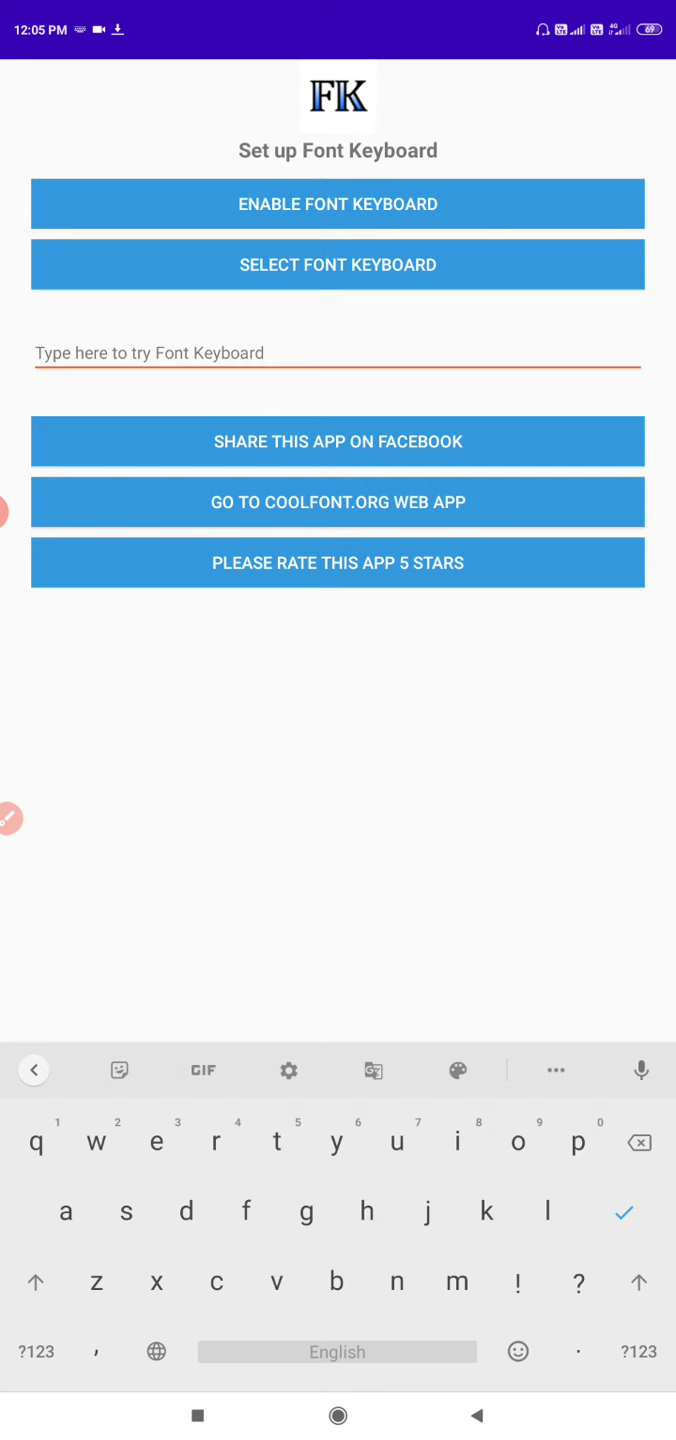 12:05 PM
4G
69
FK
Set up Font Keyboard
ENABLE FONT KEYBOARD
SELECT FONT KEYBOARD
Type here to try Font Keyboard
SHARE THIS APP ON FACEBOOK
GO TO COOLFONT.ORG WEB APP
PLEASE RATE THIS APP 5 STARS
GIF
1 2 3 4 5 6 7 8 9 0
q w e r t y u i o p
a s d f g h j k l
z x c v b n m ! ?
?123 , English . ?123